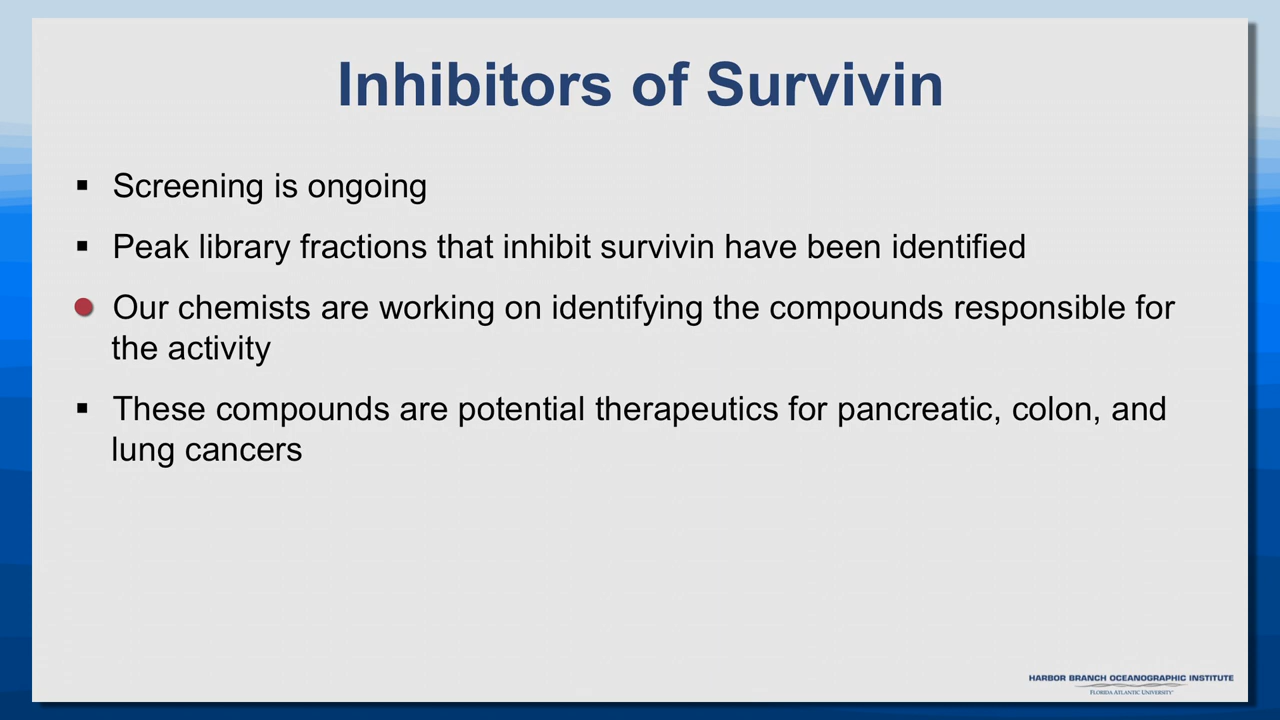 Inhibitors of Survivin
▪ Screening is ongoing
▪ Peak library fractions that inhibit survivin have been identified
Our chemists are working on identifying the compounds responsible for
the activity
▪ These compounds are potential therapeutics for pancreatic, colon, and
lung cancers
HARBOR BRANCH OCEANOGRAPHIC INSTITUTE
FLORIDA ATLANTIC UNIVERSITY